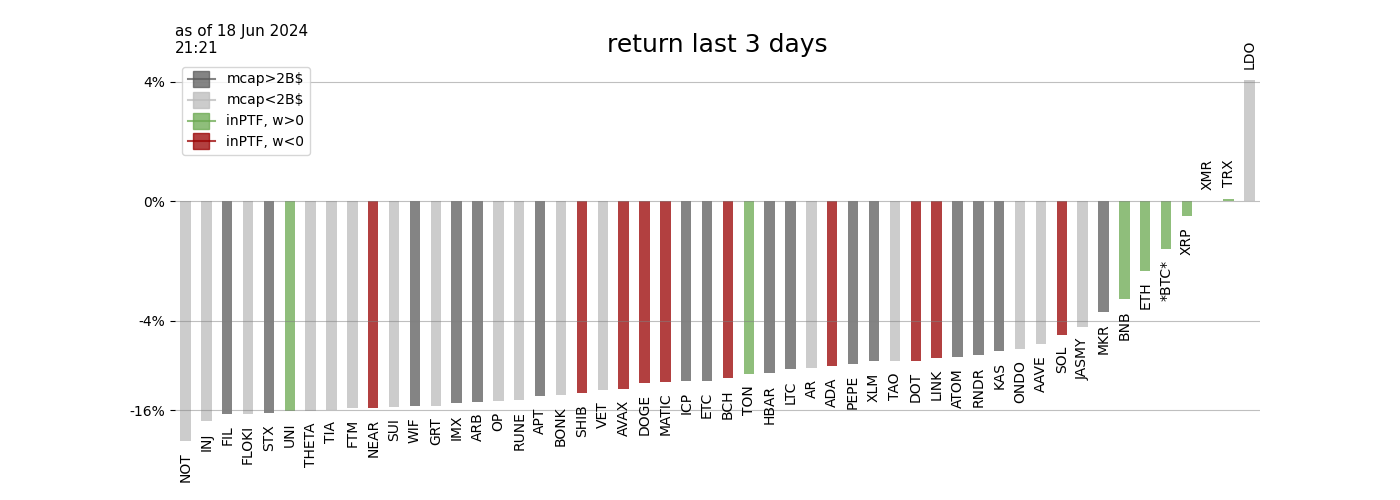 as of 18 Jun 2024
21:21
return last 3 days
mcap>2B$
mcap<2B$
inPTF, w>0
inPTF, w<0
4%
0%
-4%
-16%
NOT
INJ
FIL
FLOKI
STX
UNI
THETA
TIA
FTM
NEAR
SUI
WIF
GRT
IMX
ARB
OP
RUNE
APT
BONK
SHIB
VET
AVAX
DOGE
MATIC
ICP
ETC
BCH
TON
HBAR
LTC
AR
ADA
PEPE
XLM
TAO
DOT
LINK
ATOM
RNDR
KAS
ONDO
AAVE
SOL
JASMY
MKR
BNB
ETH
*BTC*
XRP
XMR
TRX
LDO